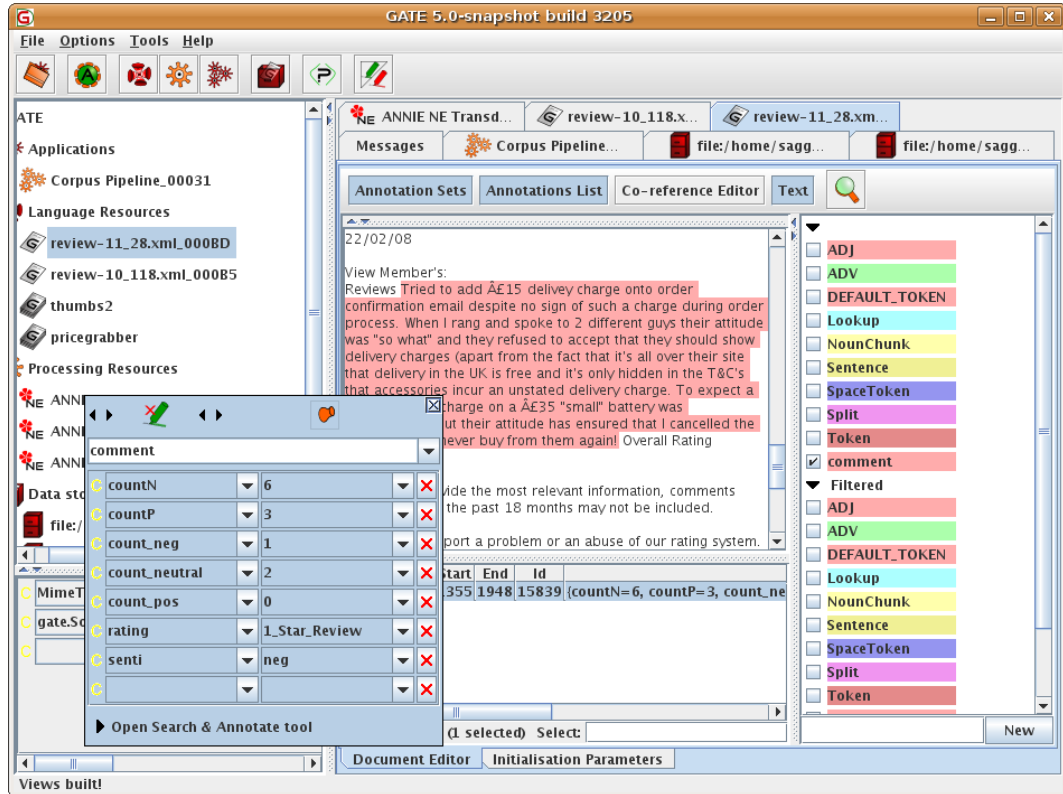 GATE 5.0-snapshot build 3205
File Options Tools Help
ATE
Applications
Corpus Pipeline_00031
Language Resources
review-11_28.xml_000BD
review-10_118.xml_000B5
thumbs2
pricegrabber
Processing Resources
NE ANNI
NE ANN
NE ANNI
Data sto
file:/
MimeT
gate.So
NE ANNIE NE Transd... review-10_118.x... review-11_28.xm...
Messages Corpus Pipeline... file:/home/sagg... file:/home/sagg...
Annotation Sets Annotations List Co-reference Editor Text
22/02/08
View Member's:
Reviews Tried to add Â£15 delivey charge onto order
confirmation email despite no sign of such a charge during order
process. When I rang and spoke to 2 different guys their attitude
was "so what" and they refused to accept that they should show
delivery charges (apart from the fact that it's all over their site
that delivery in the UK is free and it's only hidden in the T&C's
that accessories incur an unstated delivery charge. To expect a
charge on a Â£35 "small" battery was
ut their attitude has ensured that I cancelled the
never buy from them again! Overall Rating
vide the most relevant information, comments
the past 18 months may not be included.
port a problem or an abuse of our rating system.
Start End Id
1355 1948 15839 {countN=6, countP=3, count_ne
(1 selected) Select:
Document Editor Initialisation Parameters
ADJ
ADV
DEFAULT_TOKEN
Lookup
NounChunk
Sentence
SpaceToken
Split
Token
comment
Filtered
ADJ
ADV
DEFAULT_TOKEN
Lookup
NounChunk
Sentence
SpaceToken
Split
Token
New
comment
C countN 6
C countP 3
C count_neg 1
C count_neutral 2
C count_pos 0
C rating 1_Star_Review
C senti neg
C
Open Search & Annotate tool
Views built!